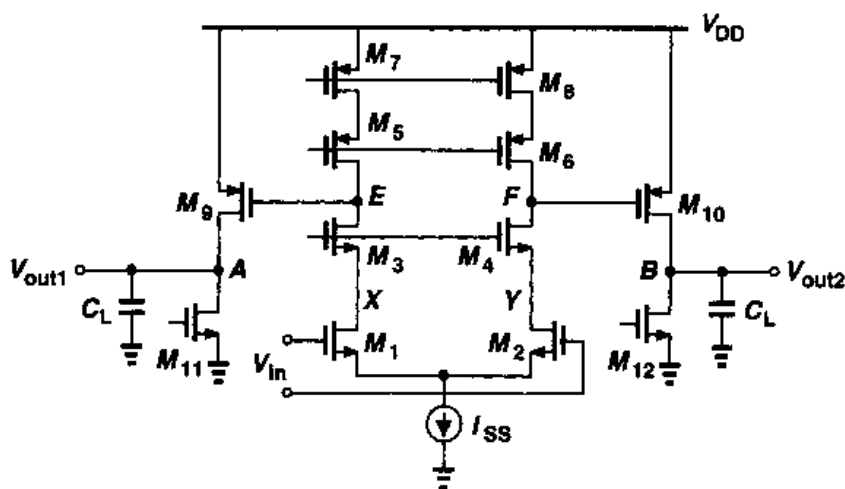 V_DD
M_7
M_8
M_5
M_6
E
F
M_9
M_10
M_3
M_4
V_out1
A
B
V_out2
X
Y
C_L
C_L
M_11
M_1
M_2
M_12
V_in
I_SS